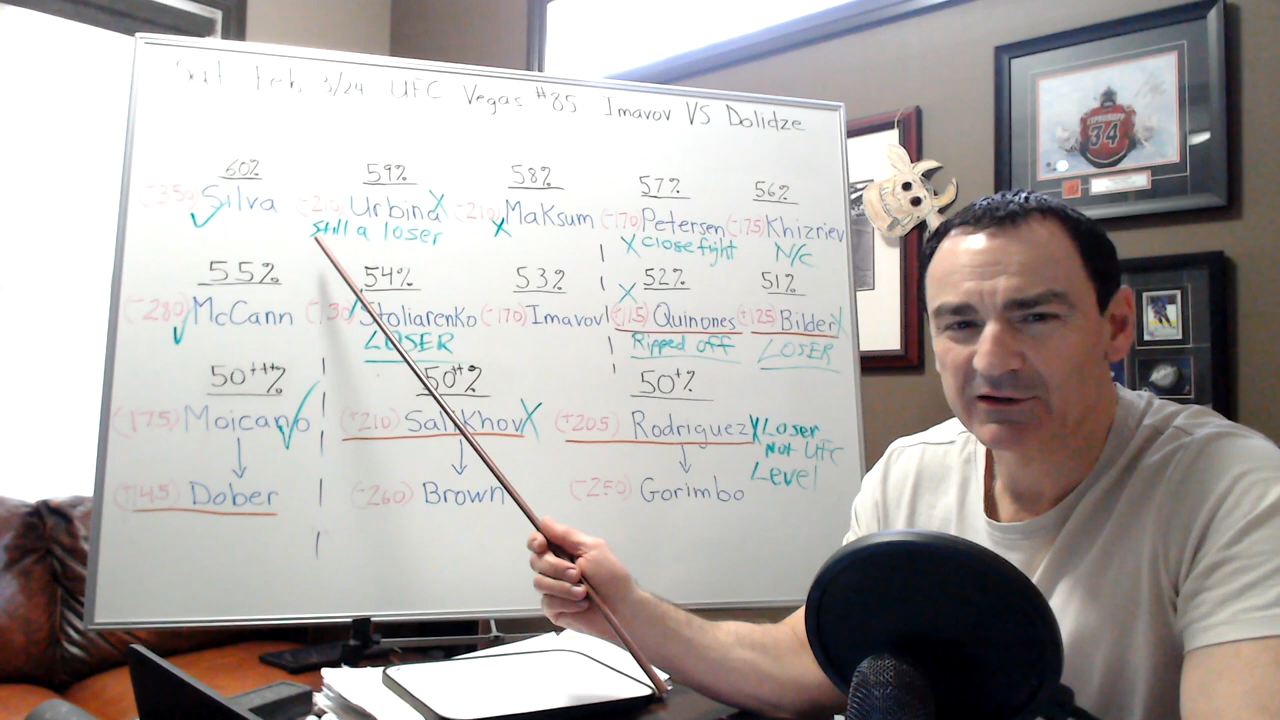 Sat Feb 3/24 UFC Vegas #85 Imavov VS Dolidze
60% 59% 58% 57% 56%
(-350) Silva (-210) Urbina X (-210) Maksum (-170) Petersen (-175) Khizriev
✓ Still a loser X X close fight N/C
55% 54% 53% 52% 51%
(-280) McCann Stoliarenko (-170) Imavov X Quinones Bilder X
✓ LOSER Ripped off LOSER
50+++% 50++% 50+%
(-175) Moicano ✓ (+210) Salikhov X (+205) Rodriguez X Loser
Not UFC
Level
(+145) Dober (-260) Brown (-250) Gorimbo
KIPRUSOFF
34